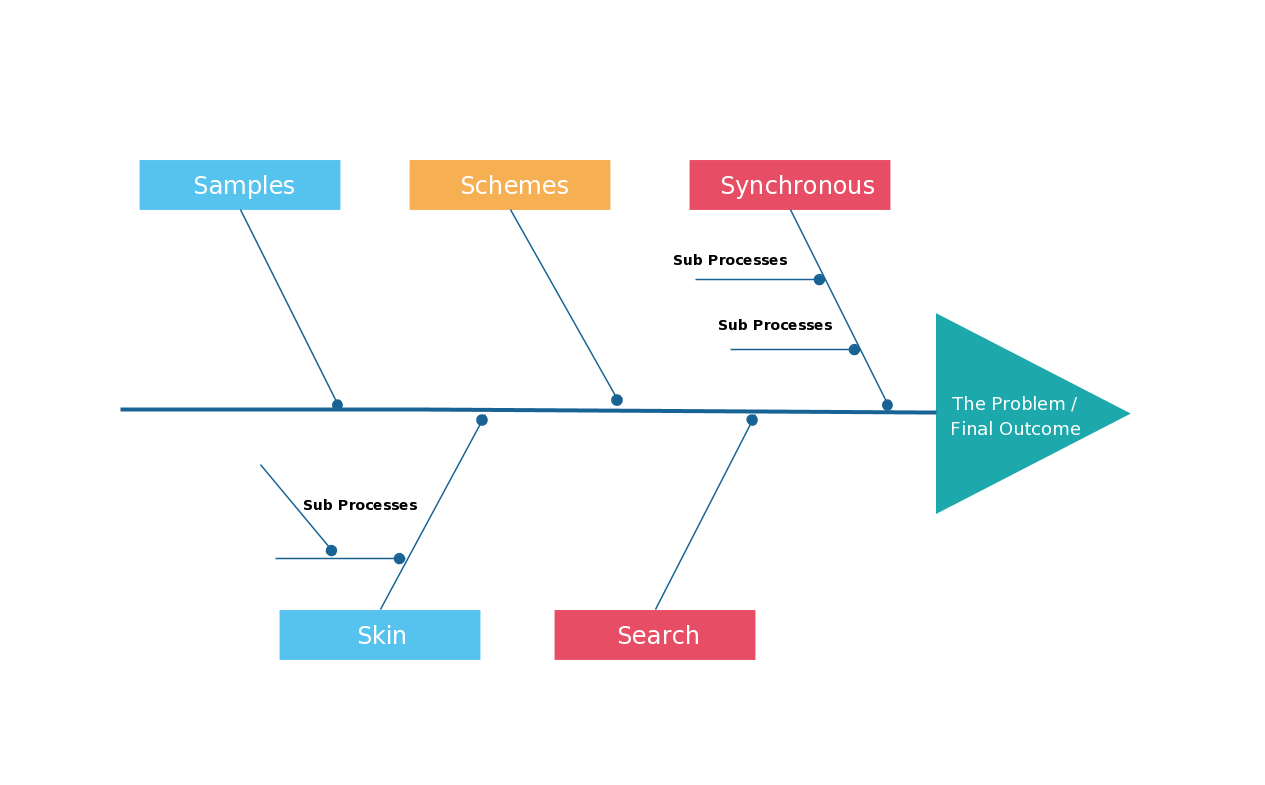 Samples
Schemes
Synchronous
Sub Processes
Sub Processes
The Problem /
Final Outcome
Sub Processes
Skin
Search